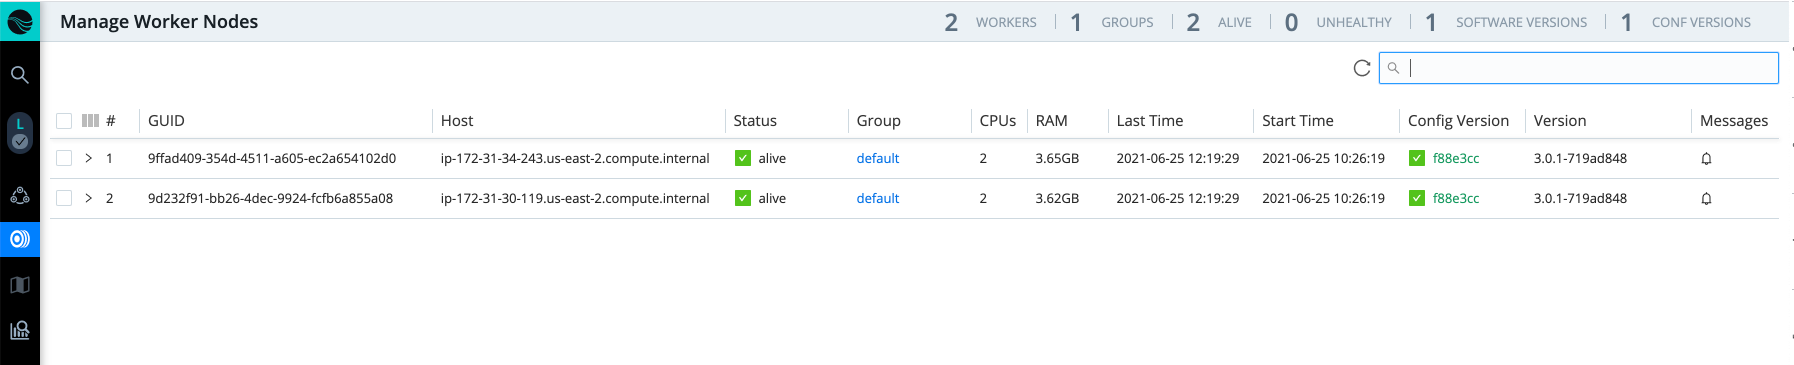 Manage Worker Nodes 2 WORKERS 1 GROUPS 2 ALIVE 0 UNHEALTHY 1 SOFTWARE VERSIONS 1 CONF VERSIONS
L
# GUID Host Status Group CPUs RAM Last Time Start Time Config Version Version Messages
1 9ffad409-354d-4511-a605-ec2a654102d0 ip-172-31-34-243.us-east-2.compute.internal alive default 2 3.65GB 2021-06-25 12:19:29 2021-06-25 10:26:19 f88e3cc 3.0.1-719ad848
2 9d232f91-bb26-4dec-9924-fcfb6a855a08 ip-172-31-30-119.us-east-2.compute.internal alive default 2 3.62GB 2021-06-25 12:19:29 2021-06-25 10:26:19 f88e3cc 3.0.1-719ad848